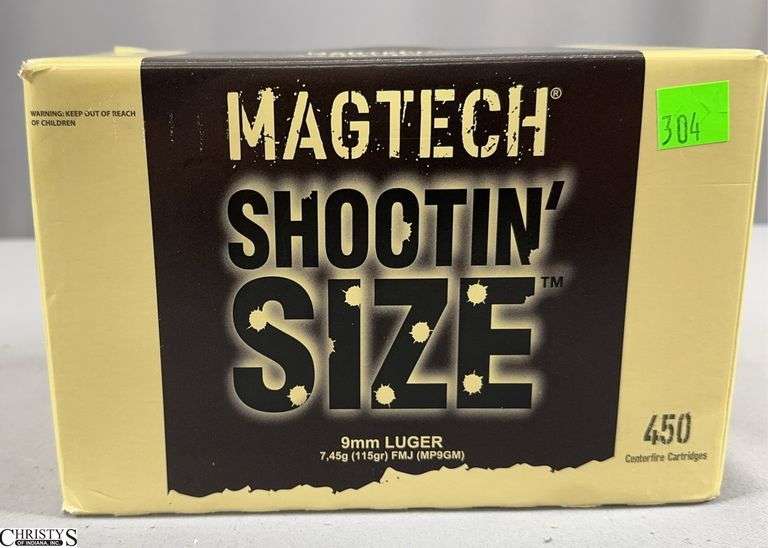 WARNING: KEEP OUT OF REACH
OF CHILDREN
MAGTECH®
304
SHOOTIN'
SIZE™
9mm LUGER
7,45g (115gr) FMJ (MP9GM)
450
Centerfire Cartridges
CHRISTYS
OF INDIANA, INC.